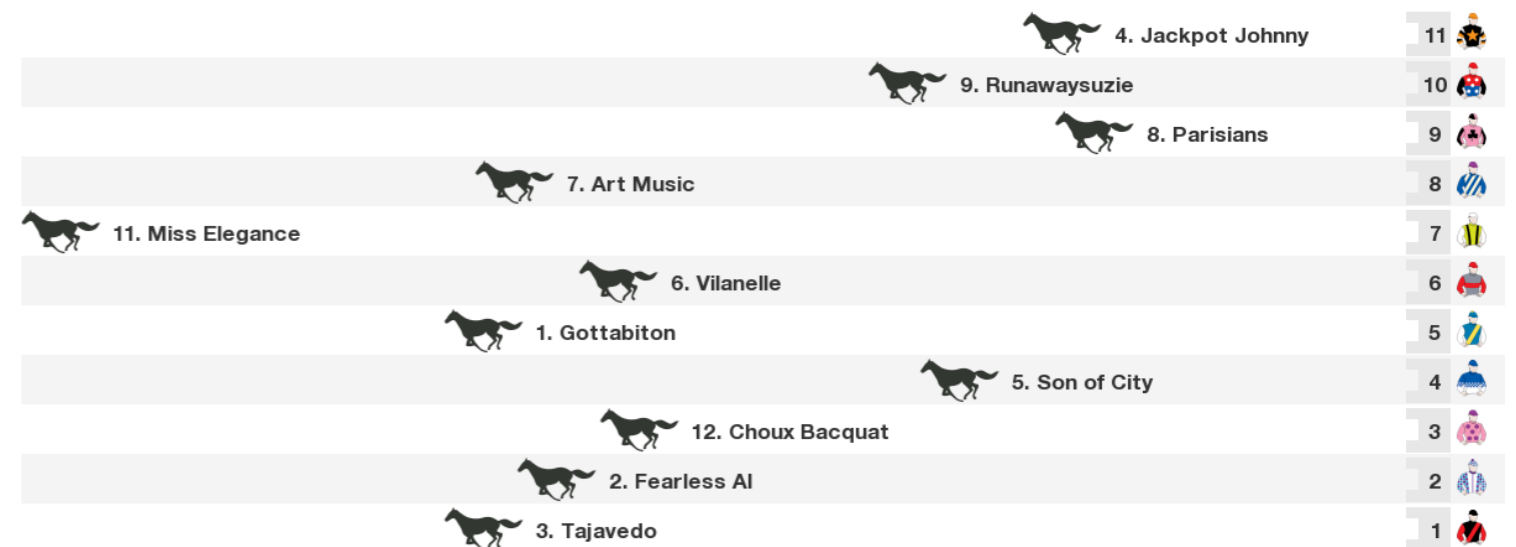 4. Jackpot Johnny 11
9. Runawaysuzie 10
8. Parisians 9
7. Art Music 8
11. Miss Elegance 7
6. Vilanelle 6
1. Gottabiton 5
5. Son of City 4
12. Choux Bacquat 3
2. Fearless Al 2
3. Tajavedo 1